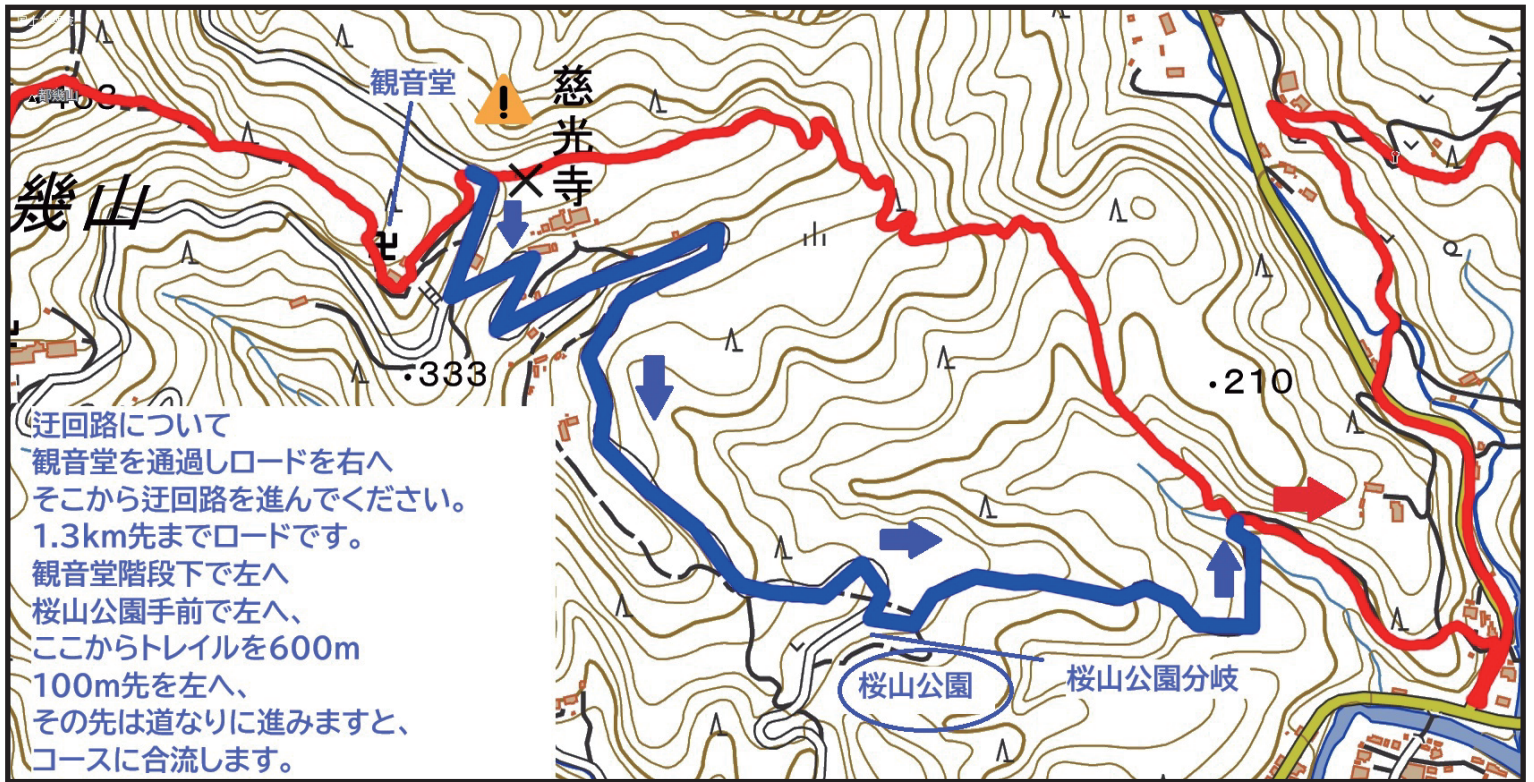 観音堂
慈光寺
都幾山
463
幾山
・333
・210
迂回路について
観音堂を通過しロードを右へ
そこから迂回路を進んでください。
1.3km先までロードです。
観音堂階段下で左へ
桜山公園手前で左へ、
ここからトレイルを600m
100m先を左へ、
その先は道なりに進みますと、
コースに合流します。
桜山公園
桜山公園分岐